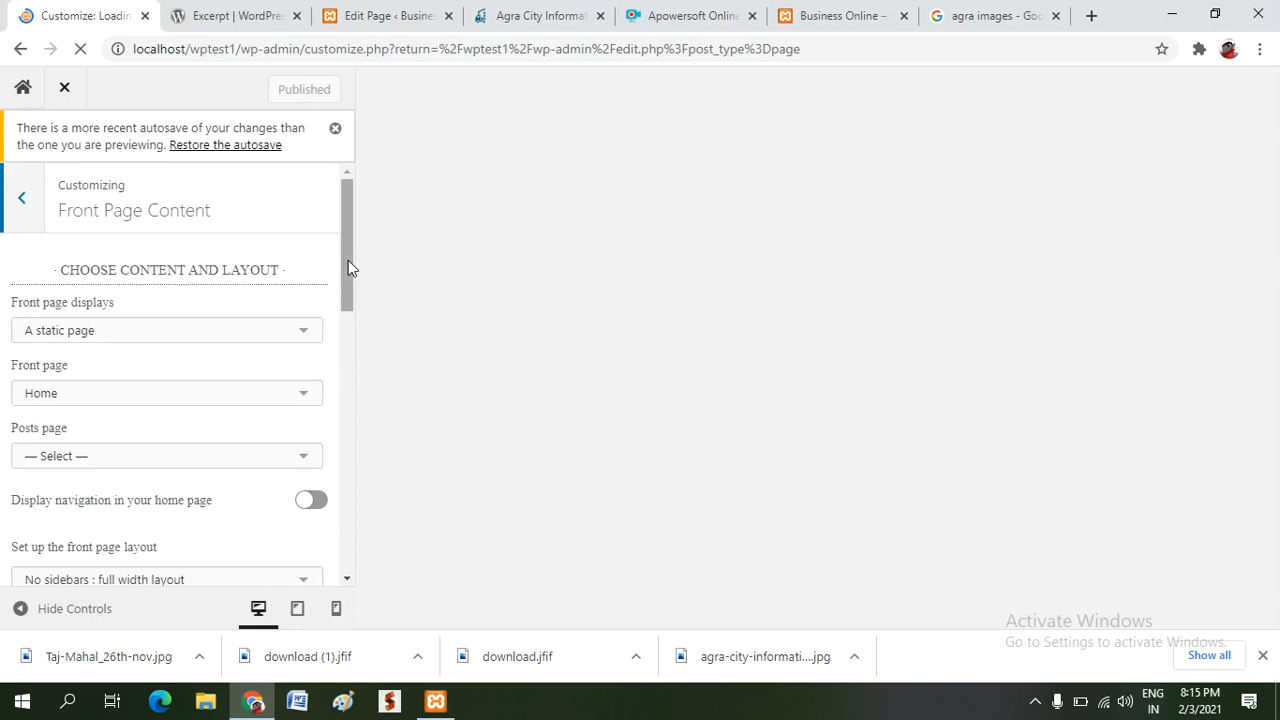 Customize: Loadin
Excerpt | WordPre
Edit Page ‹ Busine
Agra City Informa
Apowersoft Online
Business Online –
agra images - Goo
localhost/wptest1/wp-admin/customize.php?return=%2Fwptest1%2Fwp-admin%2Fedit.php%3Fpost_type%3Dpage
Published
There is a more recent autosave of your changes than
the one you are previewing. Restore the autosave
Customizing
Front Page Content
· CHOOSE CONTENT AND LAYOUT ·
Front page displays
A static page
Front page
Home
Posts page
— Select —
Display navigation in your home page
Set up the front page layout
No sidebars : full width layout
Hide Controls
Activate Windows
Go to Settings to activate Windows.
Taj-Mahal_26th-nov.jpg
download (1).jfif
download.jfif
agra-city-informati....jpg
Show all
ENG
IN
8:15 PM
2/3/2021